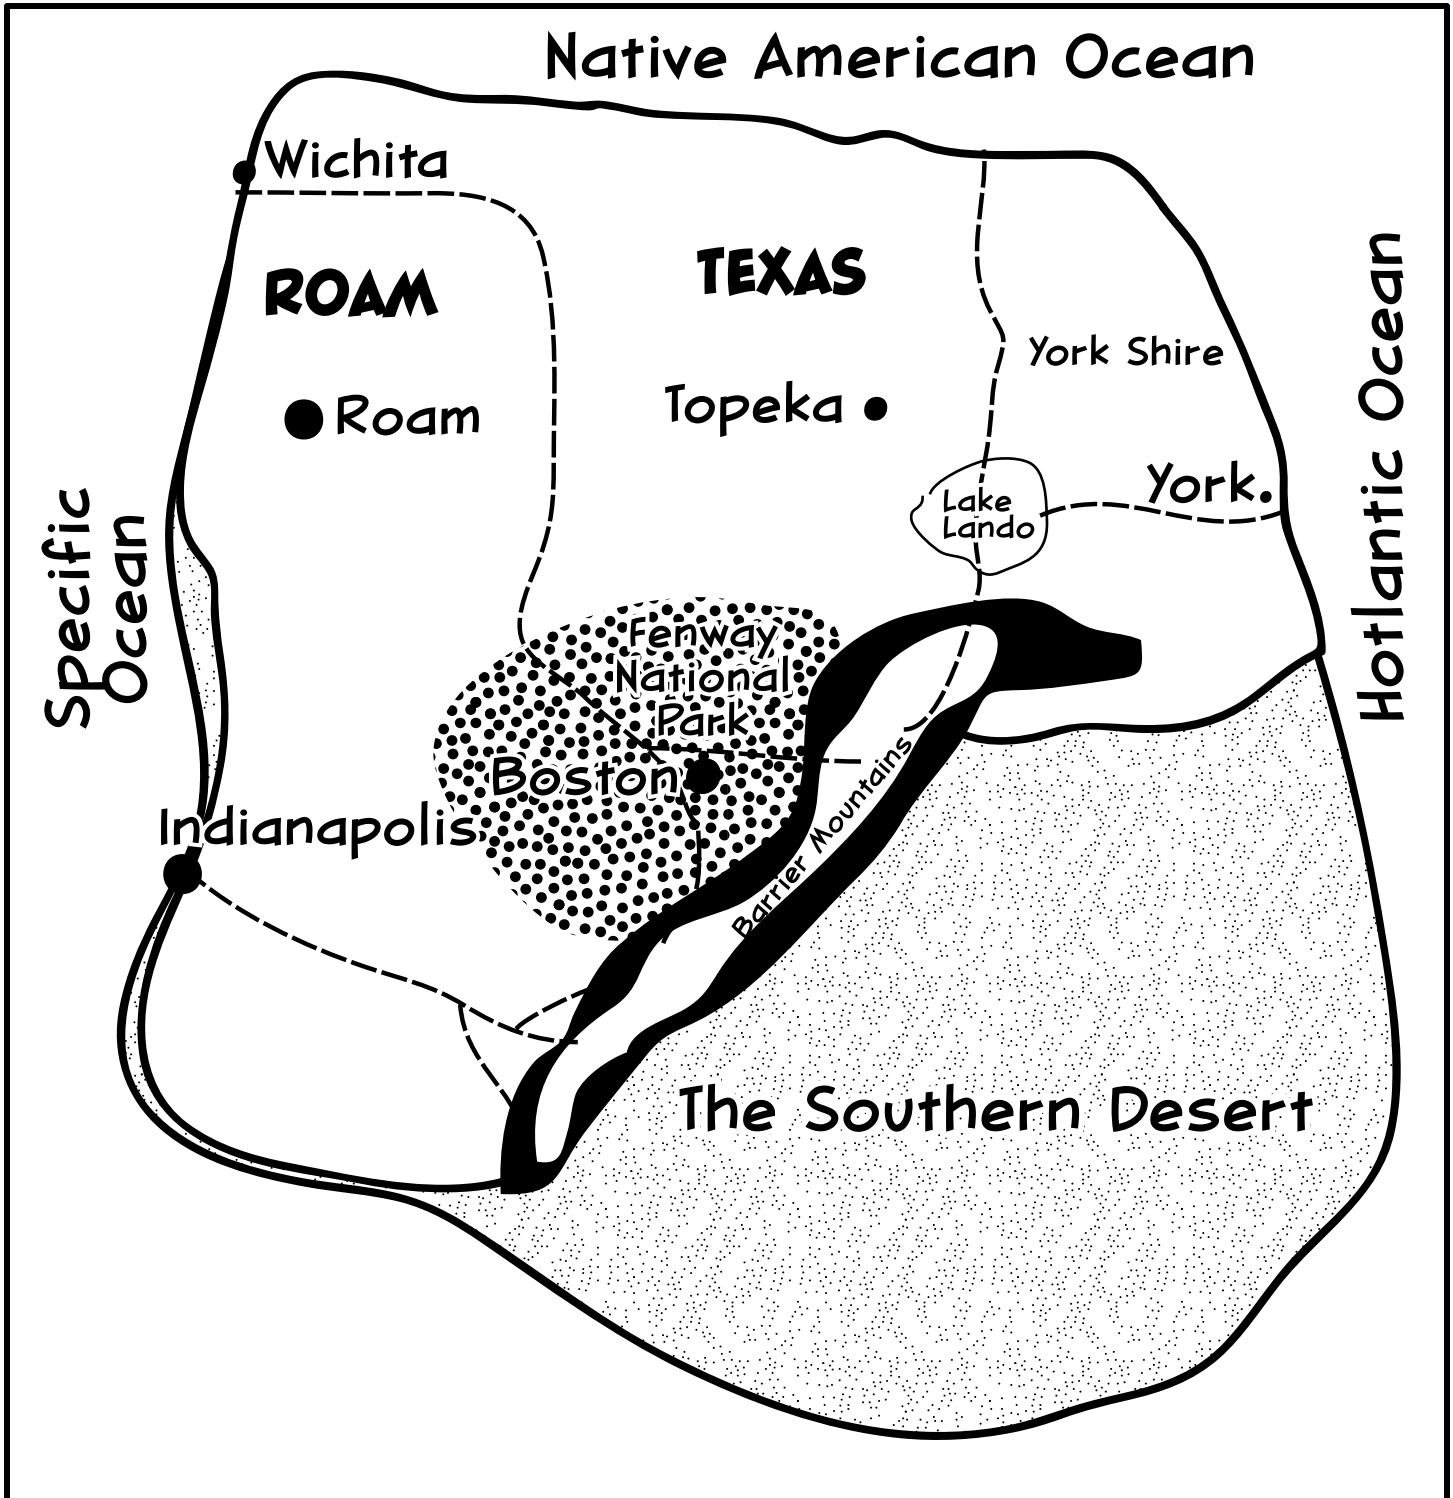 Native American Ocean
Wichita
ROAM
TEXAS
York Shire
Roam
Topeka
York
Lake
Lando
Hotlantic Ocean
Specific
Ocean
Fenway
National
Park
Boston
Indianapolis
Barrier Mountains
The Southern Desert